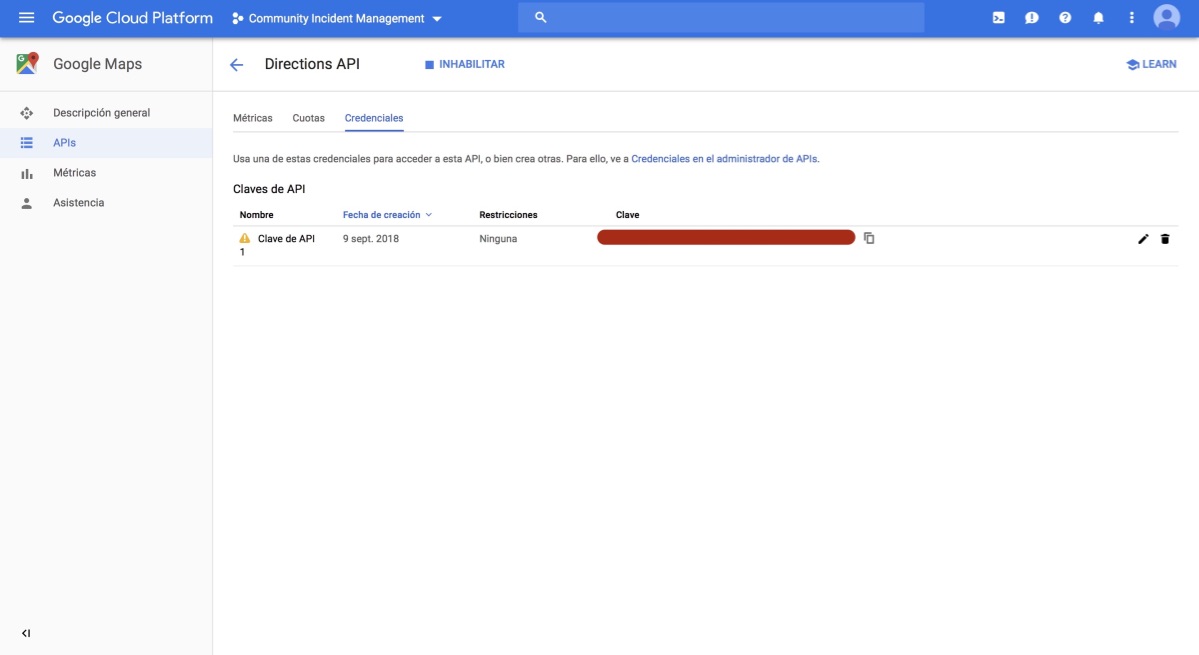 Google Cloud Platform
Community Incident Management
Google Maps
Directions API
INHABILITAR
LEARN
Descripción general
APIs
Métricas
Asistencia
Métricas
Cuotas
Credenciales
Usa una de estas credenciales para acceder a esta API, o bien crea otras. Para ello, ve a Credenciales en el administrador de APIs.
Claves de API
Nombre
Fecha de creación
Restricciones
Clave
Clave de API
1
9 sept. 2018
Ninguna